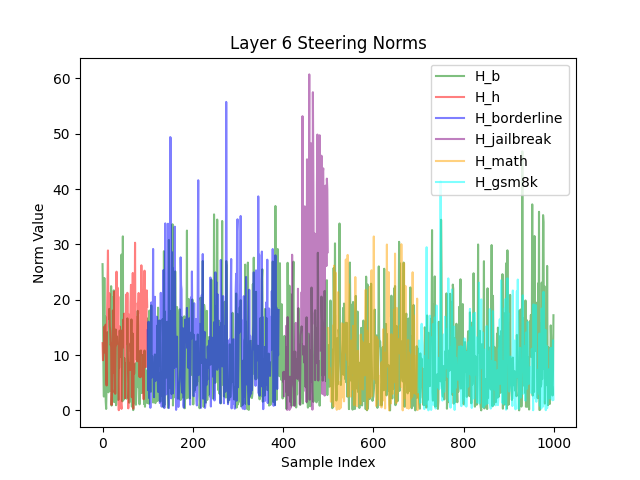 Layer 6 Steering Norms
Norm Value
60
50
40
30
20
10
0
H_b
H_h
H_borderline
H_jailbreak
H_math
H_gsm8k
0
200
400
600
800
1000
Sample Index